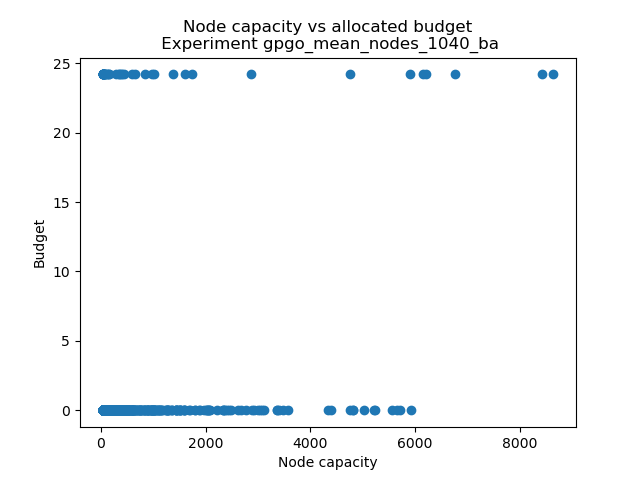 Node capacity vs allocated budget
Experiment gpgo_mean_nodes_1040_ba
25
20
15
10
5
0
Budget
0 2000 4000 6000 8000
Node capacity